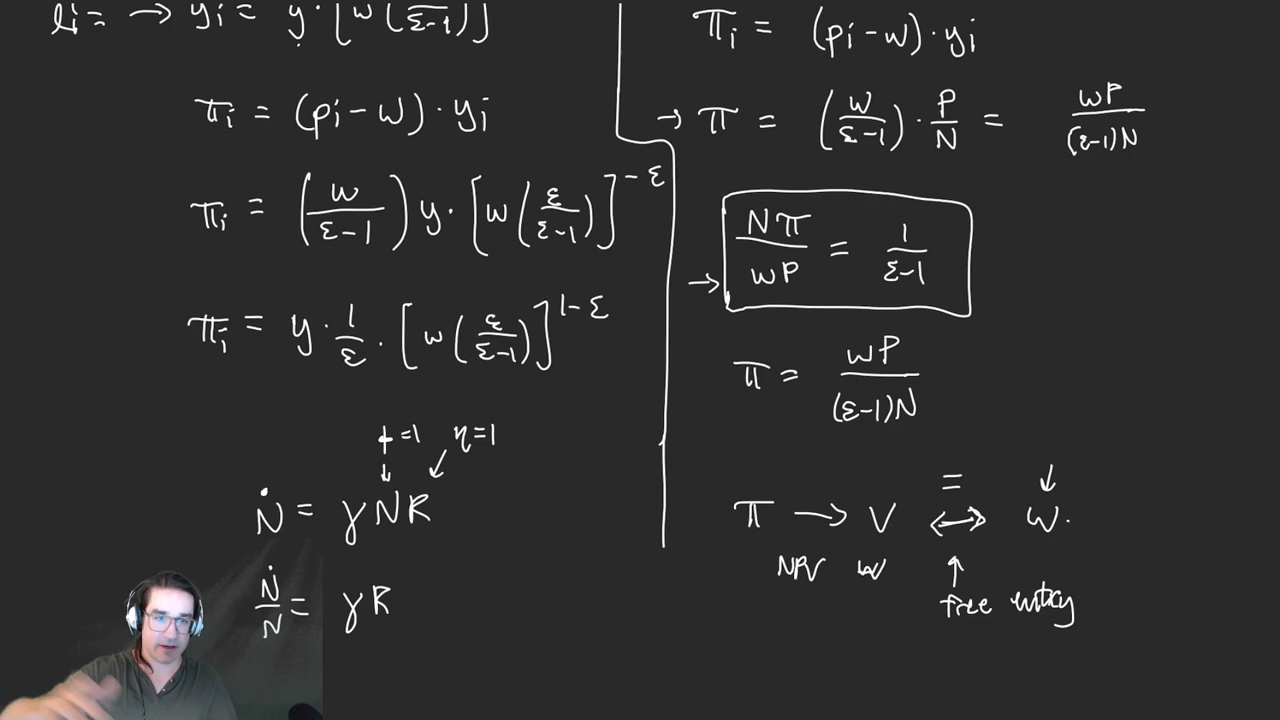 li = → yi = y · [w (ε/ε-1)]
πi = (pi - w) · yi
πi = (w/ε-1) y · [w (ε/ε-1)]^-ε
πi = y · 1/ε · [w (ε/ε-1)]^1-ε
ϕ=1 η=1
↓ ↙
Ṅ = γNR
Ṅ/N = γR
πi = (pi - w) · yi
→ π = (w/ε-1) · P/N = wP/(ε-1)N
→ Nπ/wP = 1/ε-1
π = wP/(ε-1)N
= ↓
π → V ⟷ w.
NPV ↑
free entry